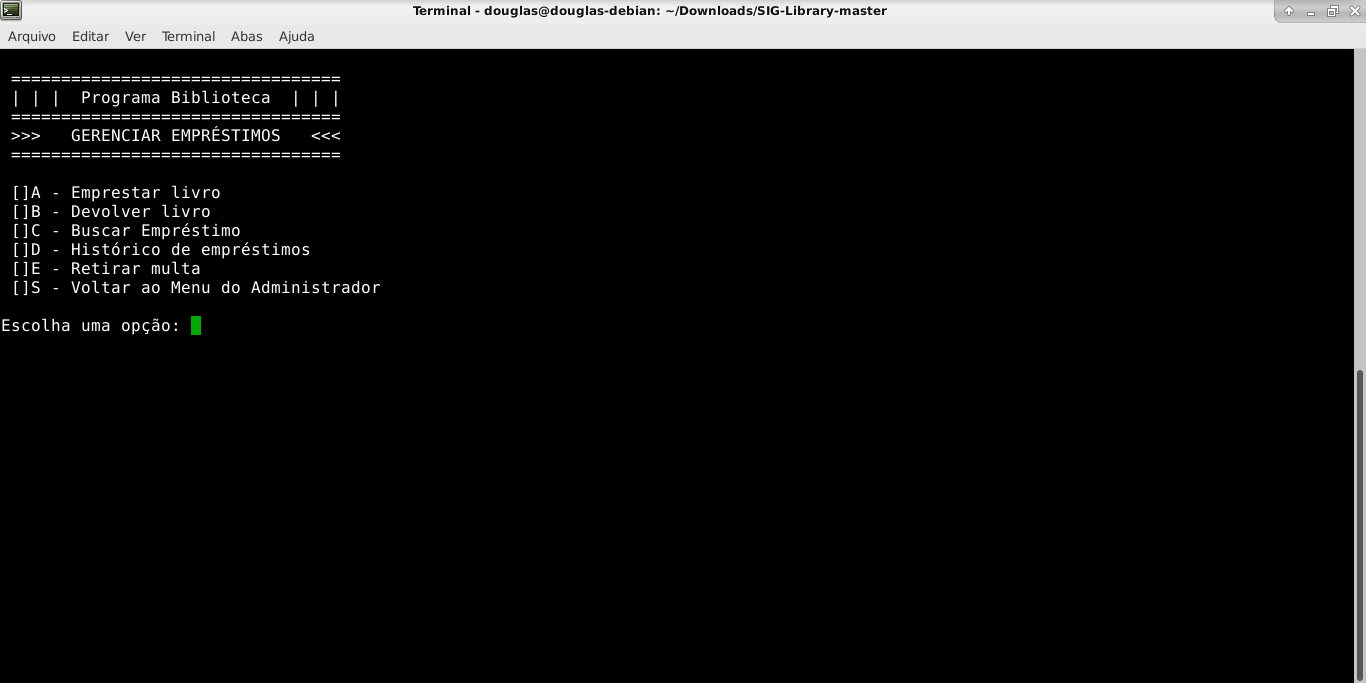 Terminal - douglas@douglas-debian: ~/Downloads/SIG-Library-master
Arquivo Editar Ver Terminal Abas Ajuda
=================================
| | |  Programa Biblioteca  | | |
=================================
>>>   GERENCIAR EMPRÉSTIMOS   <<<
=================================
[]A - Emprestar livro
[]B - Devolver livro
[]C - Buscar Empréstimo
[]D - Histórico de empréstimos
[]E - Retirar multa
[]S - Voltar ao Menu do Administrador
Escolha uma opção: